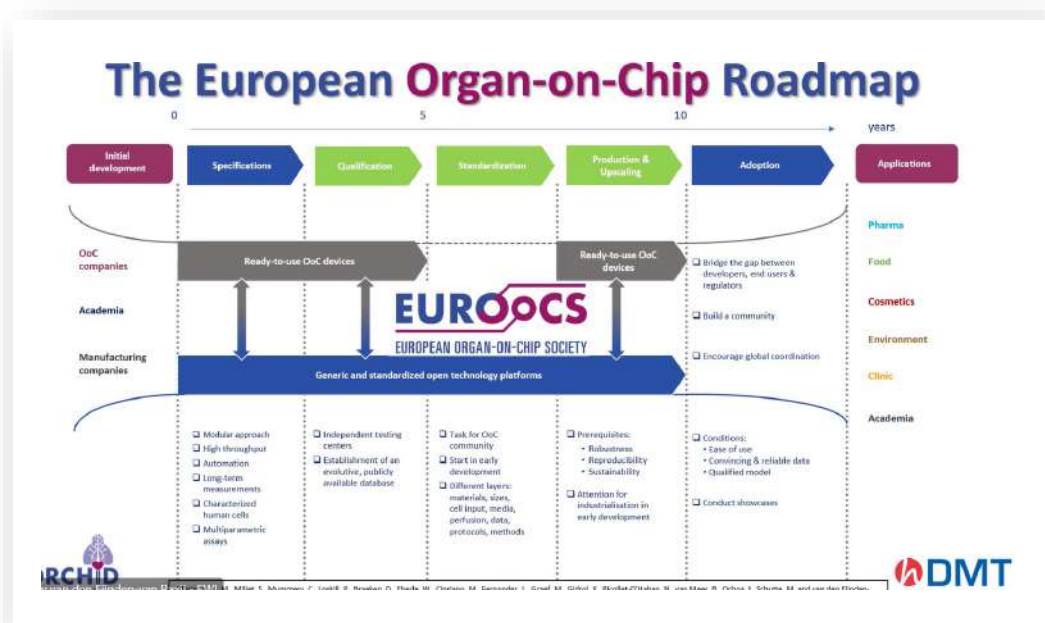 The European Organ-on-Chip Roadmap
0 5 10
years
Initial
development
Specifications
Qualification
Standardization
Production &
Upscaling
Adoption
Applications
OoC
companies
Academia
Manufacturing
companies
Ready-to-use OoC devices
Ready-to-use OoC
devices
EUROoCS
EUROPEAN ORGAN-ON-CHIP SOCIETY
Generic and standardized open technology platforms
Bridge the gap between
developers, end users &
regulators
Build a community
Encourage global coordination
Pharma
Food
Cosmetics
Environment
Clinic
Academia
Modular approach
High throughput
Automation
Long-term
measurements
Characterized
human cells
Multiparametric
assays
Independent testing
centers
Establishment of an
evolutive, publicly
available database
Task for OoC
community
Start in early
development
Different layers:
materials, sizes,
cell input, media,
perfusion, data,
protocols, methods
Prerequisites:
• Robustness
• Reproducibility
• Sustainability
Attention for
industrialisation in
early development
Conditions:
• Ease of use
• Convincing & reliable data
• Qualified model
Conduct showcases
ORCHID
hDMT